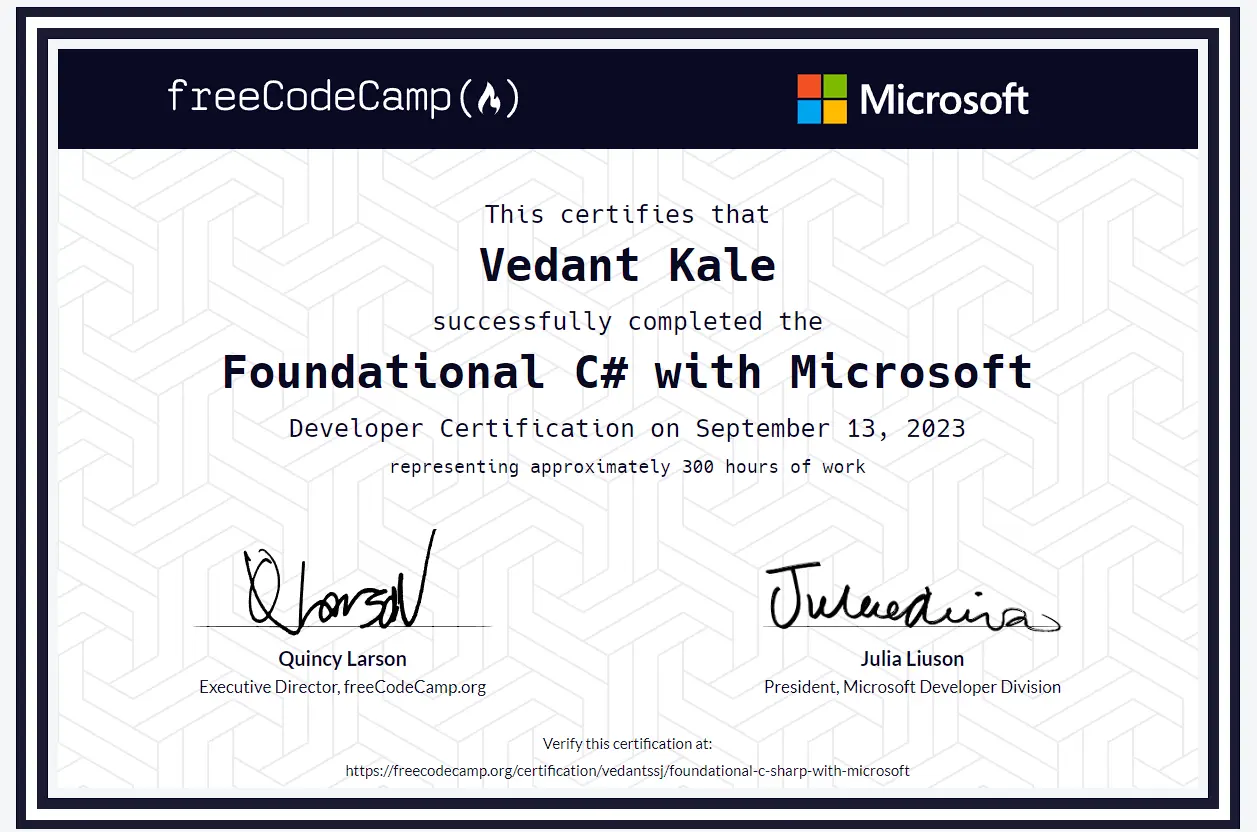 freeCodeCamp
Microsoft
This certifies that
Vedant Kale
successfully completed the
Foundational C# with Microsoft
Developer Certification on September 13, 2023
representing approximately 300 hours of work
Quincy Larson
Executive Director, freeCodeCamp.org
Julia Liuson
President, Microsoft Developer Division
Verify this certification at:
https://freecodecamp.org/certification/vedantssj/foundational-c-sharp-with-microsoft